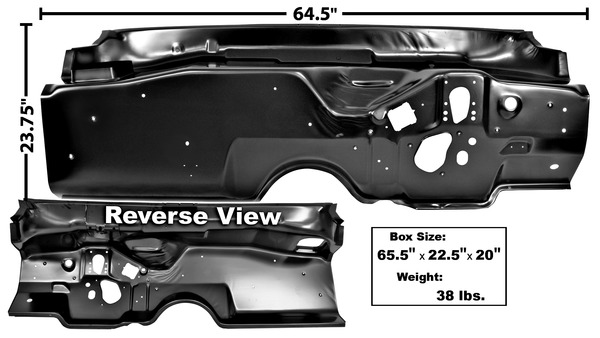 64.5"
23.75"
Reverse View
Box Size:
65.5" x 22.5" x 20"
Weight:
38 lbs.